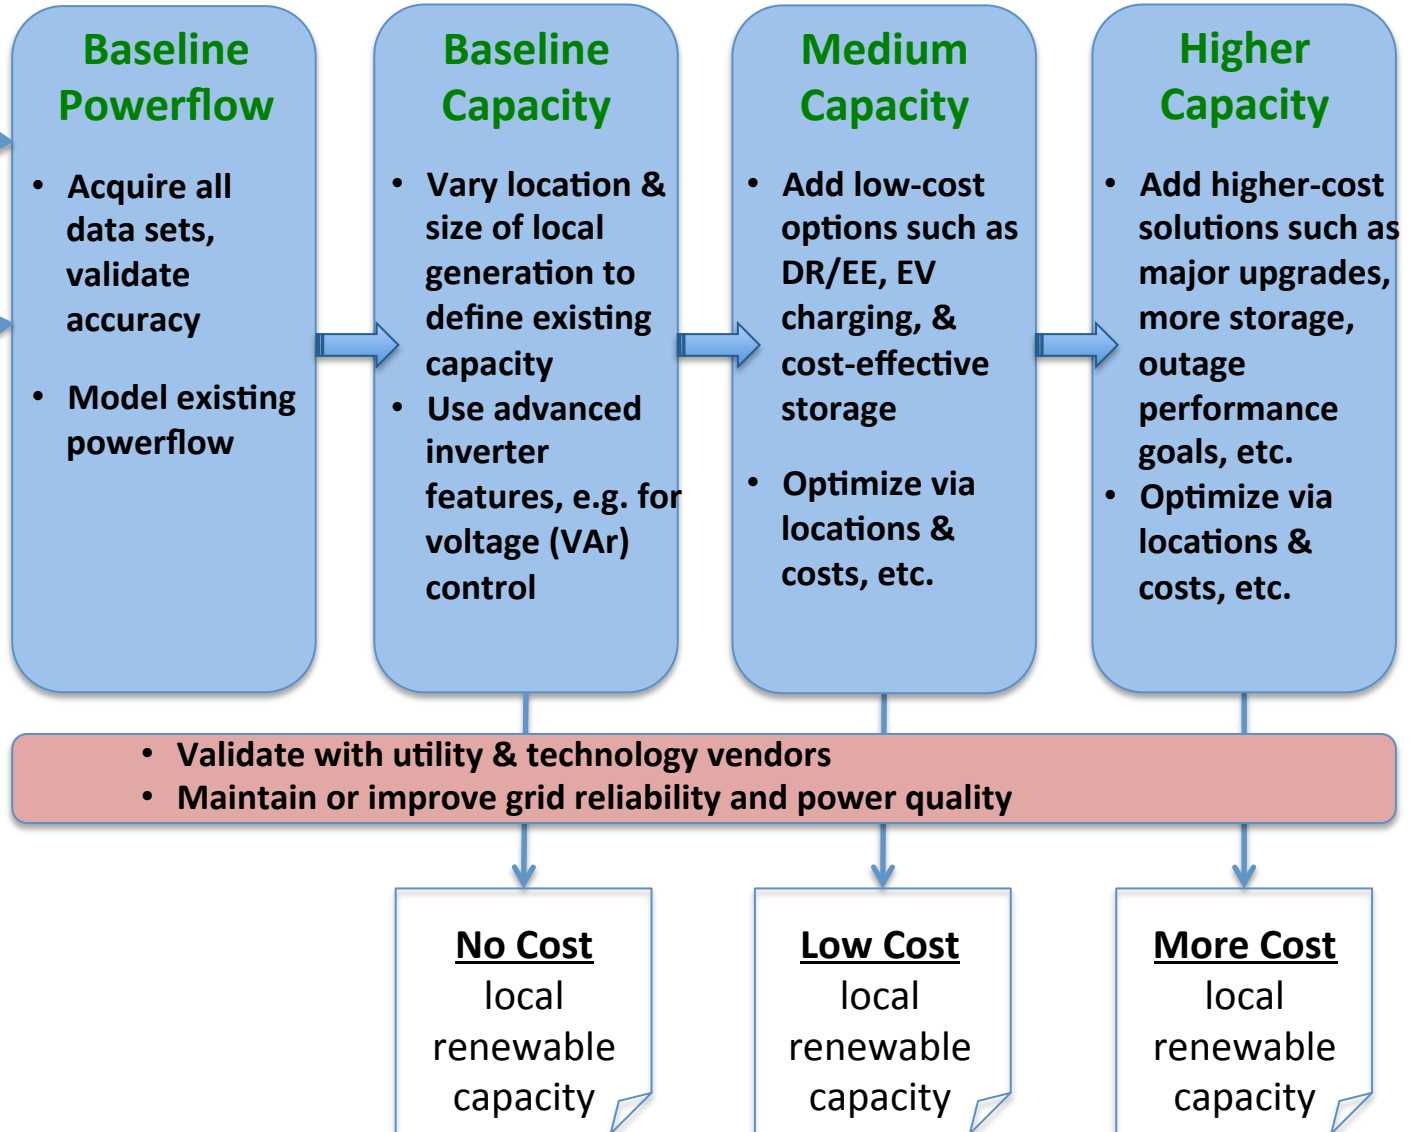 Baseline
Powerflow
• Acquire all
data sets,
validate
accuracy
• Model existing
powerflow
Baseline
Capacity
• Vary location &
size of local
generation to
define existing
capacity
• Use advanced
inverter
features, e.g. for
voltage (VAr)
control
Medium
Capacity
• Add low-cost
options such as
DR/EE, EV
charging, &
cost-effective
storage
• Optimize via
locations &
costs, etc.
Higher
Capacity
• Add higher-cost
solutions such as
major upgrades,
more storage,
outage
performance
goals, etc.
• Optimize via
locations &
costs, etc.
• Validate with utility & technology vendors
• Maintain or improve grid reliability and power quality
No Cost
local
renewable
capacity
Low Cost
local
renewable
capacity
More Cost
local
renewable
capacity